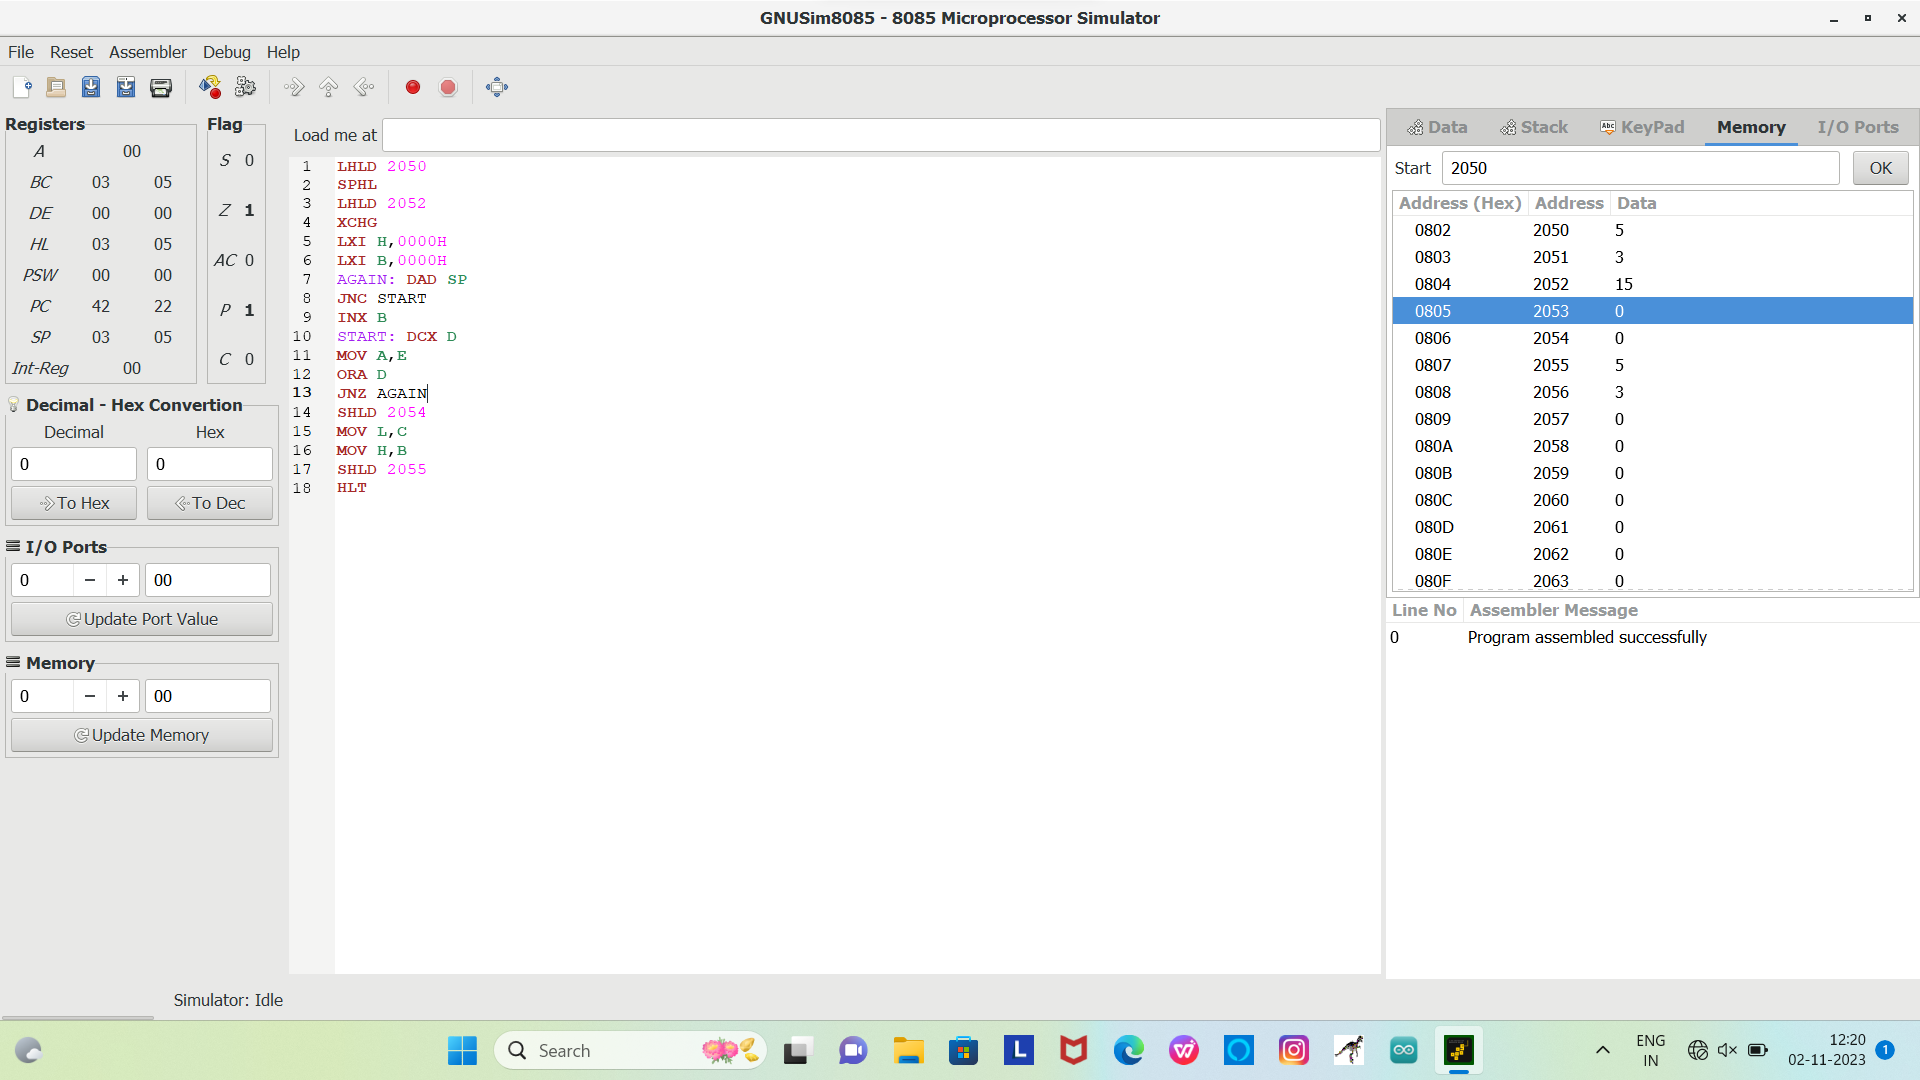 GNUSim8085 - 8085 Microprocessor Simulator
File Reset Assembler Debug Help
Registers
A 00
BC 03 05
DE 00 00
HL 03 05
PSW 00 00
PC 42 22
SP 03 05
Int-Reg 00
Flag
S 0
Z 1
AC 0
P 1
C 0
Decimal - Hex Convertion
Decimal Hex
0 0
To Hex To Dec
I/O Ports
0 − + 00
Update Port Value
Memory
0 − + 00
Update Memory
Load me at
1 LHLD 2050
2 SPHL
3 LHLD 2052
4 XCHG
5 LXI H,0000H
6 LXI B,0000H
7 AGAIN: DAD SP
8 JNC START
9 INX B
10 START: DCX D
11 MOV A,E
12 ORA D
13 JNZ AGAIN
14 SHLD 2054
15 MOV L,C
16 MOV H,B
17 SHLD 2055
18 HLT
Data Stack Abc KeyPad Memory I/O Ports
Start 2050 OK
Address (Hex) Address Data
0802 2050 5
0803 2051 3
0804 2052 15
0805 2053 0
0806 2054 0
0807 2055 5
0808 2056 3
0809 2057 0
080A 2058 0
080B 2059 0
080C 2060 0
080D 2061 0
080E 2062 0
080F 2063 0
Line No Assembler Message
0 Program assembled successfully
Simulator: Idle
Search
L
ENG
IN
12:20
02-11-2023
1